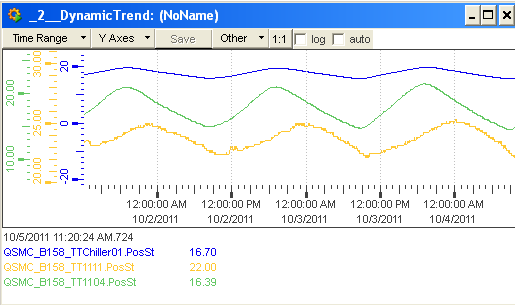 _2__DynamicTrend: (NoName)
Time Range Y Axes Save Other 1:1 log auto
30.00 20
20.00
25.00 0
10.00
20.00 -20
12:00:00 AM 12:00:00 PM 12:00:00 AM 12:00:00 PM 12:00:00 AM
10/2/2011 10/2/2011 10/3/2011 10/3/2011 10/4/2011
10/5/2011 11:20:24 AM.724
QSMC_B158_TTChiller01.PosSt 16.70
QSMC_B158_TT1111.PosSt 22.00
QSMC_B158_TT1104.PosSt 16.39